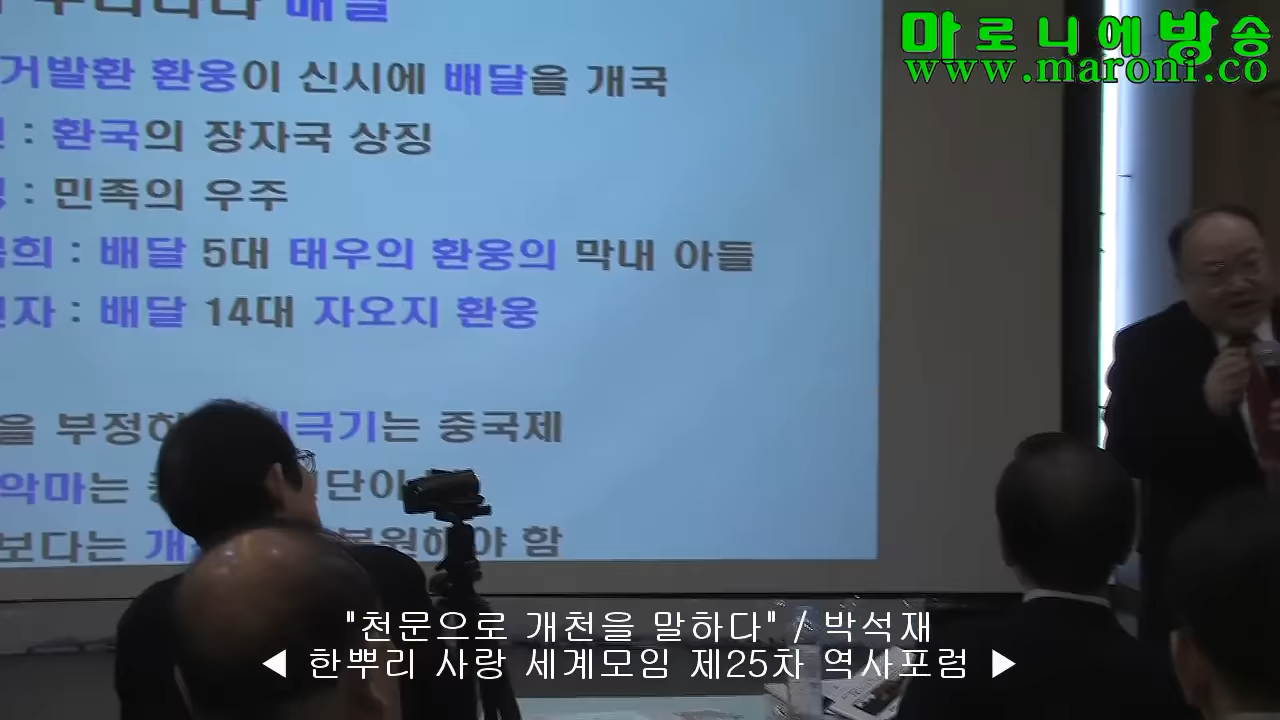 마로니에방송
www.maroni.co
배달
거발환 환웅이 신시에 배달을 개국
: 환국의 장자국 상징
: 민족의 우주
: 배달 5대 태우의 환웅의 막내 아들
: 배달 14대 자오지 환웅
을 부정하 극기는 중국제
악마는
보다는 복원해야 함
"천문으로 개천을 말하다" / 박석재
◀ 한뿌리 사랑 세계모임 제25차 역사포럼 ▶